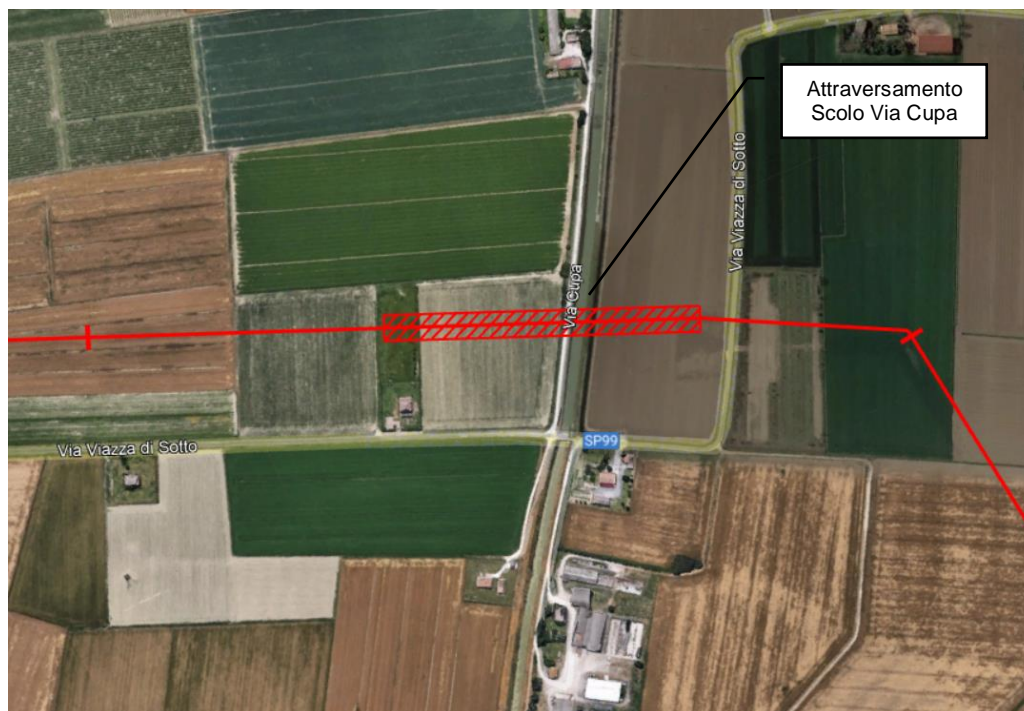 Attraversamento
Scolo Via Cupa
Via Viazza di Sotto
Via Cupa
SP99
Via Viazza di Sotto